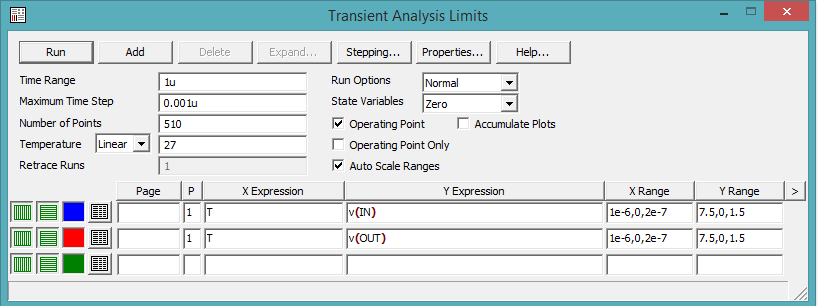 Transient Analysis Limits
Run Add Delete Expand... Stepping... Properties... Help...
Time Range 1u Run Options Normal
Maximum Time Step 0.001u State Variables Zero
Number of Points 510 Operating Point Accumulate Plots
Temperature Linear 27 Operating Point Only
Retrace Runs 1 Auto Scale Ranges
Page P X Expression Y Expression X Range Y Range >
1 T v(IN) 1e-6,0,2e-7 7.5,0,1.5
1 T v(OUT) 1e-6,0,2e-7 7.5,0,1.5